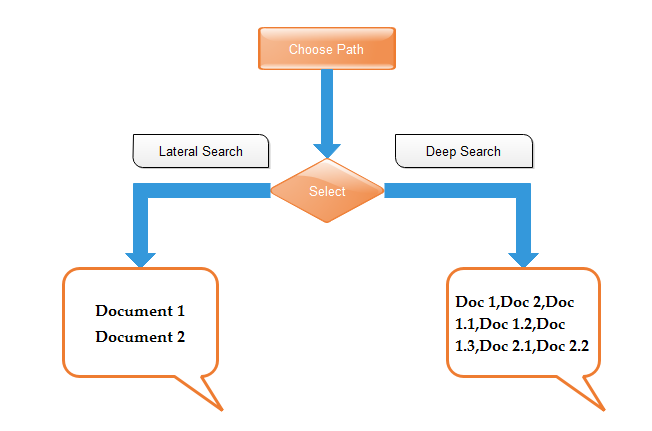 Choose Path
Lateral Search
Deep Search
Select
Document 1
Document 2
Doc 1,Doc 2,Doc
1.1,Doc 1.2,Doc
1.3,Doc 2.1,Doc 2.2